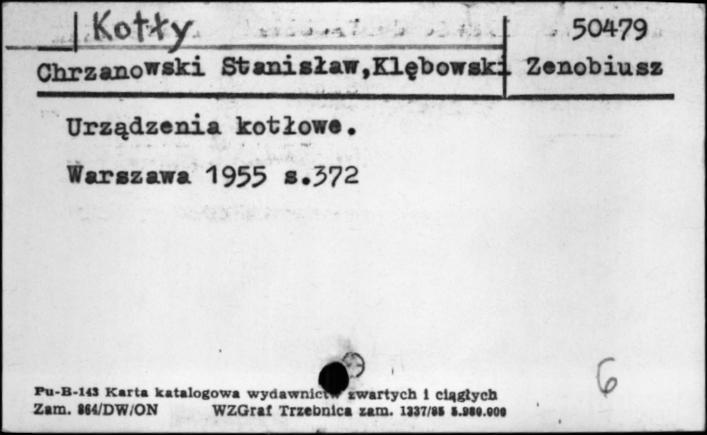 Kotły 50479
Chrzanowski Stanisław,Klębowski Zenobiusz
Urządzenia kotłowe.
Warszawa 1955 s.372
6
Pu-B-143 Karta katalogowa wydawnictw zwartych i ciągłych
Zam. 864/DW/ON WZGraf Trzebnica zam. 1337/85 5.980.000